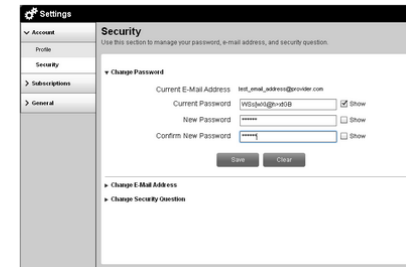 Settings
Account
Profile
Security
Subscriptions
General
Security
Use this section to manage your password, e-mail address, and security question.
Change Password
Current E-Mail Address test_email_address@provider.com
Current Password Show
New Password ****** Show
Confirm New Password ****** Show
Save Clear
Change E-Mail Address
Change Security Question